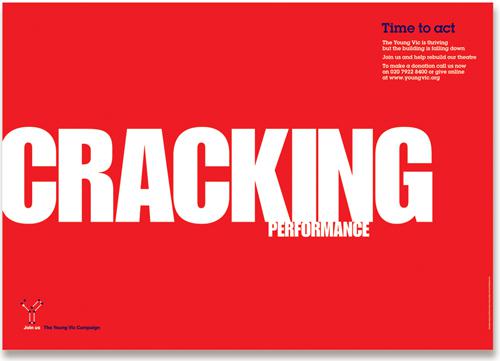 Time to act
The Young Vic is thriving
but the building is falling down
Join us and help rebuild our theatre
To make a donation call us now
on 020 7922 8400 or give online
at www.youngvic.org
CRACKING
PERFORMANCE
Join us The Young Vic Campaign